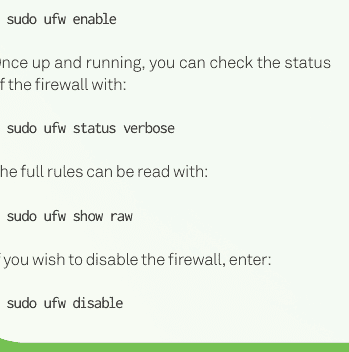 sudo ufw enable
nce up and running, you can check the status
f the firewall with:
sudo ufw status verbose
he full rules can be read with:
sudo ufw show raw
f you wish to disable the firewall, enter:
sudo ufw disable